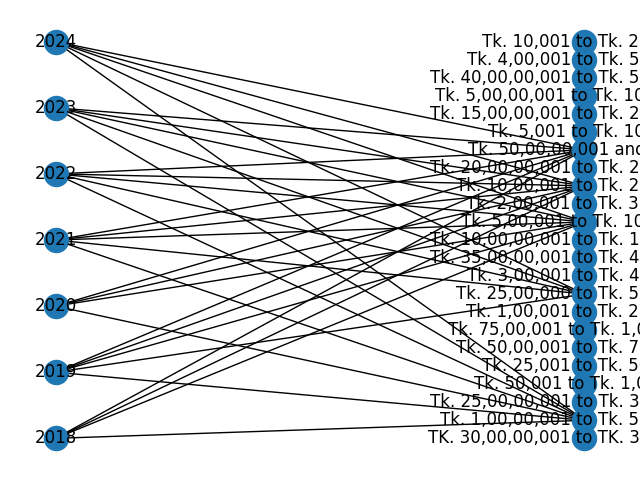 2024
2023
2022
2021
2020
2019
2018
Tk. 10,001 to Tk. 2
Tk. 4,00,001 to Tk. 5
Tk. 40,00,00,001 to Tk. 5
Tk. 5,00,00,001 to Tk. 10
Tk. 15,00,00,001 to Tk. 2
Tk. 5,001 to Tk. 10
Tk. 50,00,00,001 and
Tk. 20,00,00,001 to Tk. 2
Tk. 10,00,001 to Tk. 2
Tk. 2,00,001 to Tk. 3
Tk. 5,00,001 to Tk. 10
Tk. 10,00,00,001 to Tk. 1
Tk. 35,00,00,001 to Tk. 4
Tk. 3,00,001 to Tk. 4
Tk. 25,00,000 to Tk. 5
Tk. 1,00,001 to Tk. 2
Tk. 75,00,001 to Tk. 1,0
Tk. 50,00,001 to Tk. 7
Tk. 25,001 to Tk. 5
Tk. 50,001 to Tk. 1,0
Tk. 25,00,00,001 to Tk. 3
Tk. 1,00,00,001 to Tk. 5
TK. 30,00,00,001 to TK. 3